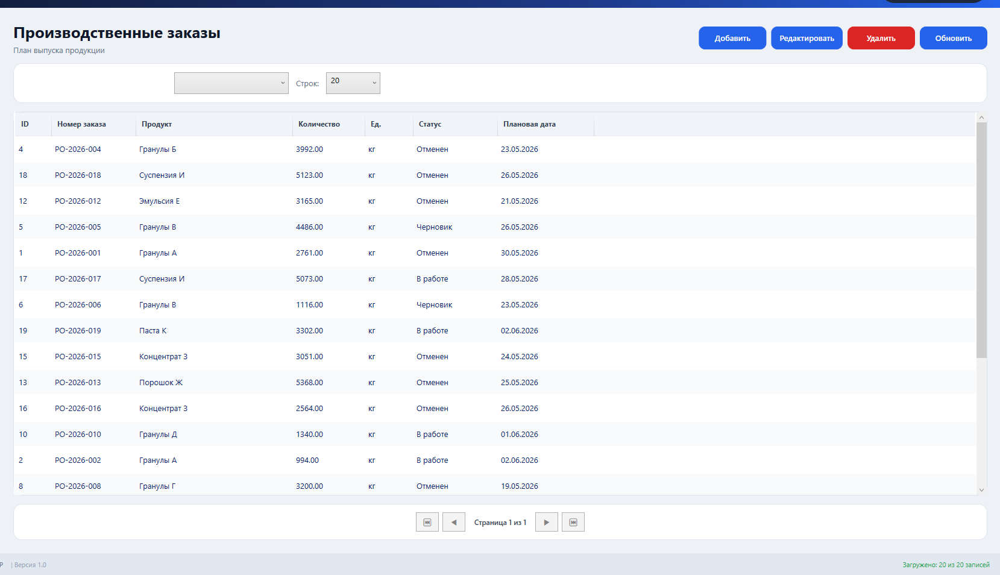 Производственные заказы
План выпуска продукции
Добавить Редактировать Удалить Обновить
Строк: 20
ID Номер заказа Продукт Количество Ед. Статус Плановая дата
4 PO-2026-004 Гранулы Б 3992.00 кг Отменен 23.05.2026
18 PO-2026-018 Суспензия И 5123.00 кг Отменен 26.05.2026
12 PO-2026-012 Эмульсия Е 3165.00 кг Отменен 21.05.2026
5 PO-2026-005 Гранулы В 4486.00 кг Черновик 26.05.2026
1 PO-2026-001 Гранулы А 2761.00 кг Отменен 30.05.2026
17 PO-2026-017 Суспензия И 5073.00 кг В работе 28.05.2026
6 PO-2026-006 Гранулы В 1116.00 кг Черновик 23.05.2026
19 PO-2026-019 Паста К 3302.00 кг В работе 02.06.2026
15 PO-2026-015 Концентрат З 3051.00 кг Отменен 24.05.2026
13 PO-2026-013 Порошок Ж 5368.00 кг Отменен 25.05.2026
16 PO-2026-016 Концентрат З 2564.00 кг Отменен 26.05.2026
10 PO-2026-010 Гранулы Д 1340.00 кг В работе 01.06.2026
2 PO-2026-002 Гранулы А 994.00 кг В работе 02.06.2026
8 PO-2026-008 Гранулы Г 3200.00 кг Отменен 19.05.2026
Страница 1 из 1
P | Версия 1.0
Загружено: 20 из 20 записей